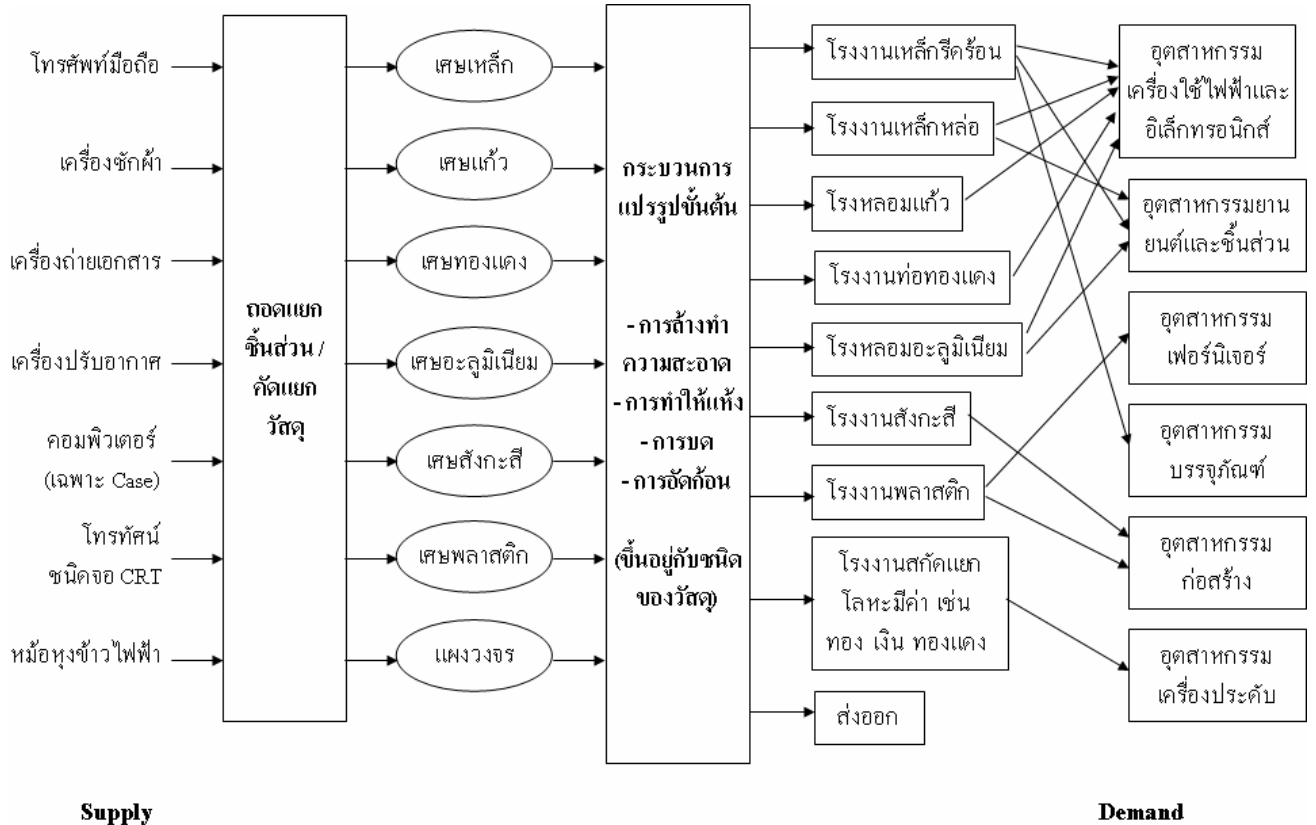 โทรศัพท์มือถือ
เครื่องซักผ้า
เครื่องถ่ายเอกสาร
เครื่องปรับอากาศ
คอมพิวเตอร์
(เฉพาะ Case)
โทรทัศน์
ชนิดจอ CRT
หม้อหุงข้าวไฟฟ้า
ถอดแยก
ชิ้นส่วน /
คัดแยก
วัสดุ
เศษเหล็ก
เศษแก้ว
เศษทองแดง
เศษอะลูมิเนียม
เศษสังกะสี
เศษพลาสติก
แผงวงจร
กระบวนการ
แปรรูปขั้นต้น
- การล้างทำ
ความสะอาด
- การทำให้แห้ง
- การบด
- การอัดก้อน
(ขึ้นอยู่กับชนิด
ของวัสดุ)
โรงงานเหล็กรีดร้อน
โรงงานเหล็กหล่อ
โรงหลอมแก้ว
โรงงานท่อทองแดง
โรงหลอมอะลูมิเนียม
โรงงานสังกะสี
โรงงานพลาสติก
โรงงานสกัดแยก
โลหะมีค่า เช่น
ทอง เงิน ทองแดง
ส่งออก
อุตสาหกรรม
เครื่องใช้ไฟฟ้าและ
อิเล็กทรอนิกส์
อุตสาหกรรมยาน
ยนต์และชิ้นส่วน
อุตสาหกรรม
เฟอร์นิเจอร์
อุตสาหกรรม
บรรจุภัณฑ์
อุตสาหกรรม
ก่อสร้าง
อุตสาหกรรม
เครื่องประดับ
Supply
Demand